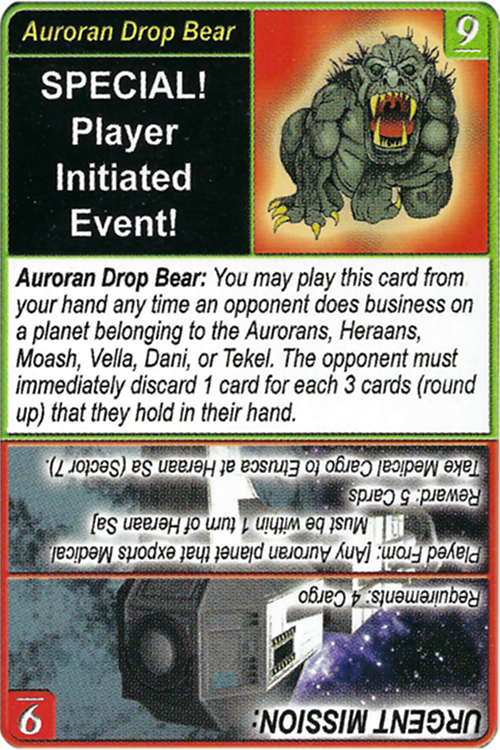 Auroran Drop Bear
9
SPECIAL!
Player
Initiated
Event!
Auroran Drop Bear: You may play this card from
your hand any time an opponent does business on
a planet belonging to the Aurorans, Heraans,
Moash, Vella, Dani, or Tekel. The opponent must
immediately discard 1 card for each 3 cards (round
up) that they hold in their hand.
URGENT MISSION:
9
Requirements: 4 Cargo
Played From: [Any Auroran planet that exports Medical
Must be within 1 turn of Heraan Sa]
Reward: 5 Cards
Take Medical Cargo to Etrusca at Heraan Sa (Sector 7).